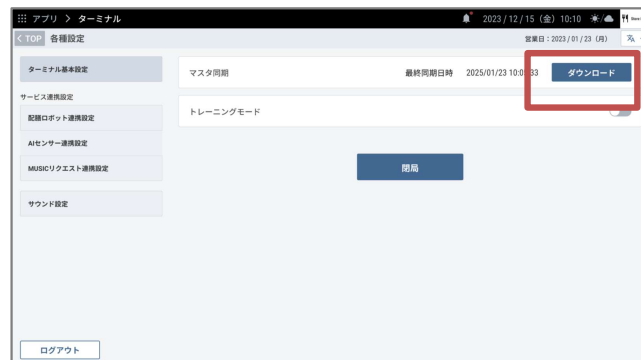 アプリ > ターミナル
2023 / 12 / 15（金）10:10
< TOP 各種設定
営業日：2023 / 01 / 23（月）
ターミナル基本設定
マスタ同期 最終同期日時 2025/01/23 10:05:33 ダウンロード
サービス連携設定
トレーニングモード
配膳ロボット連携設定
AIセンサー連携設定
MUSICリクエスト連携設定
閉局
サウンド設定
ログアウト